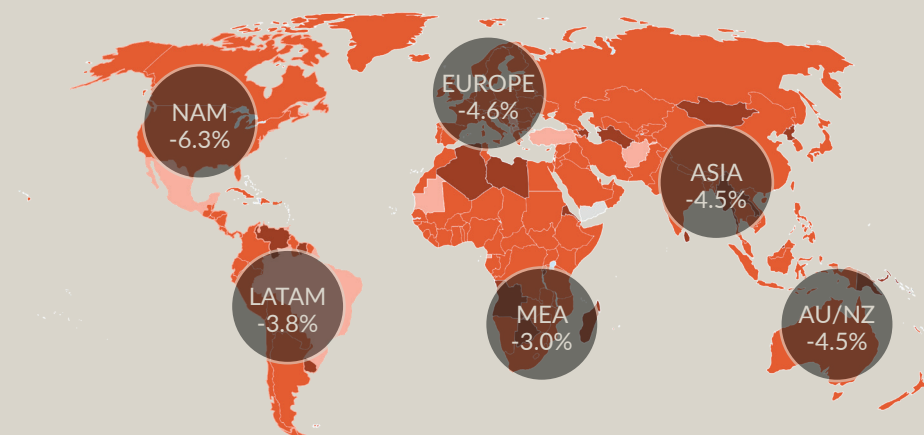 NAM
-6.3%
EUROPE
-4.6%
ASIA
-4.5%
LATAM
-3.8%
MEA
-3.0%
AU/NZ
-4.5%